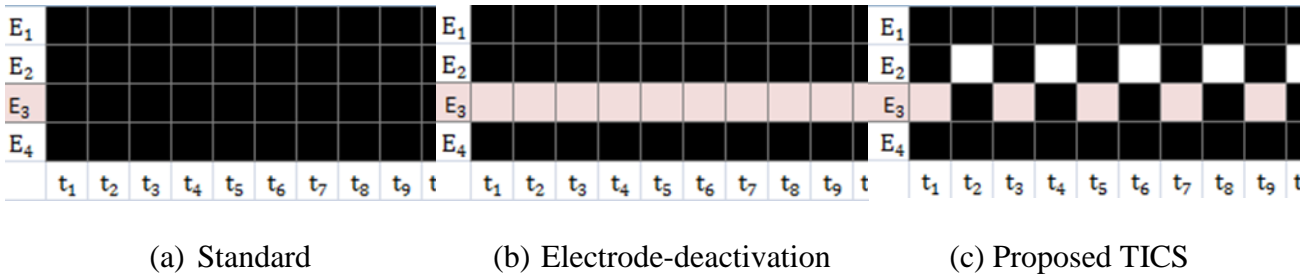 E₁
E₂
E₃
E₄
t₁ t₂ t₃ t₄ t₅ t₆ t₇ t₈ t₉ t
E₁
E₂
E₃
E₄
t₁ t₂ t₃ t₄ t₅ t₆ t₇ t₈ t₉ t
E₁
E₂
E₃
E₄
t₁ t₂ t₃ t₄ t₅ t₆ t₇ t₈ t₉ t
(a) Standard
(b) Electrode-deactivation
(c) Proposed TICS